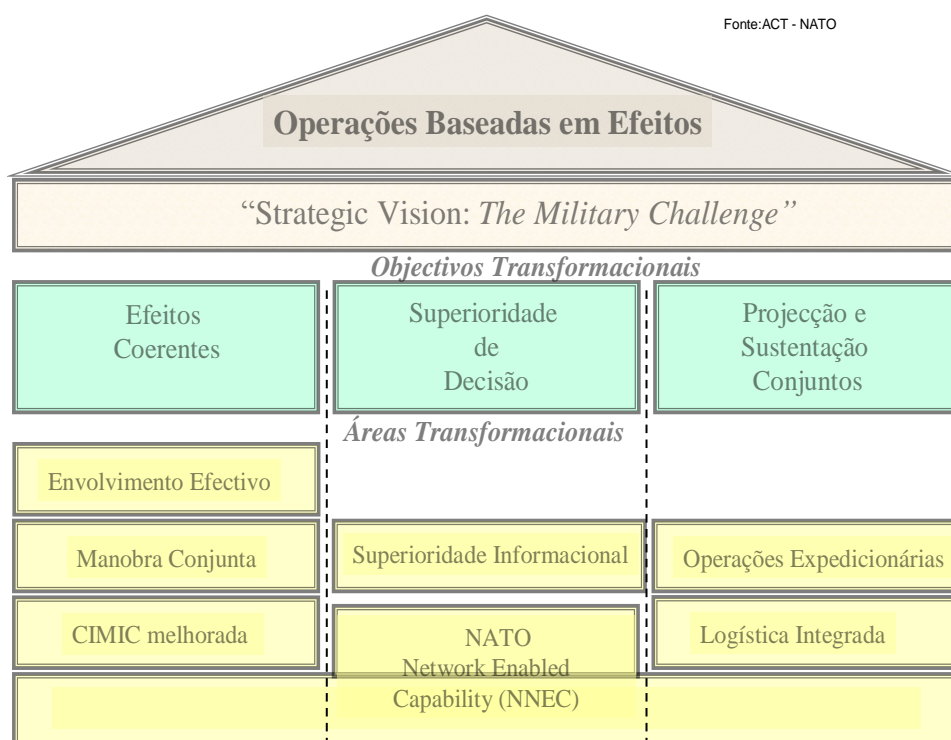 Fonte:ACT - NATO
Operações Baseadas em Efeitos
“Strategic Vision: The Military Challenge”
Objectivos Transformacionais
Efeitos
Coerentes
Superioridade
de
Decisão
Projecção e
Sustentação
Conjuntos
Áreas Transformacionais
Envolvimento Efectivo
Manobra Conjunta
Superioridade Informacional
Operações Expedicionárias
CIMIC melhorada
NATO
Network Enabled
Capability (NNEC)
Logística Integrada